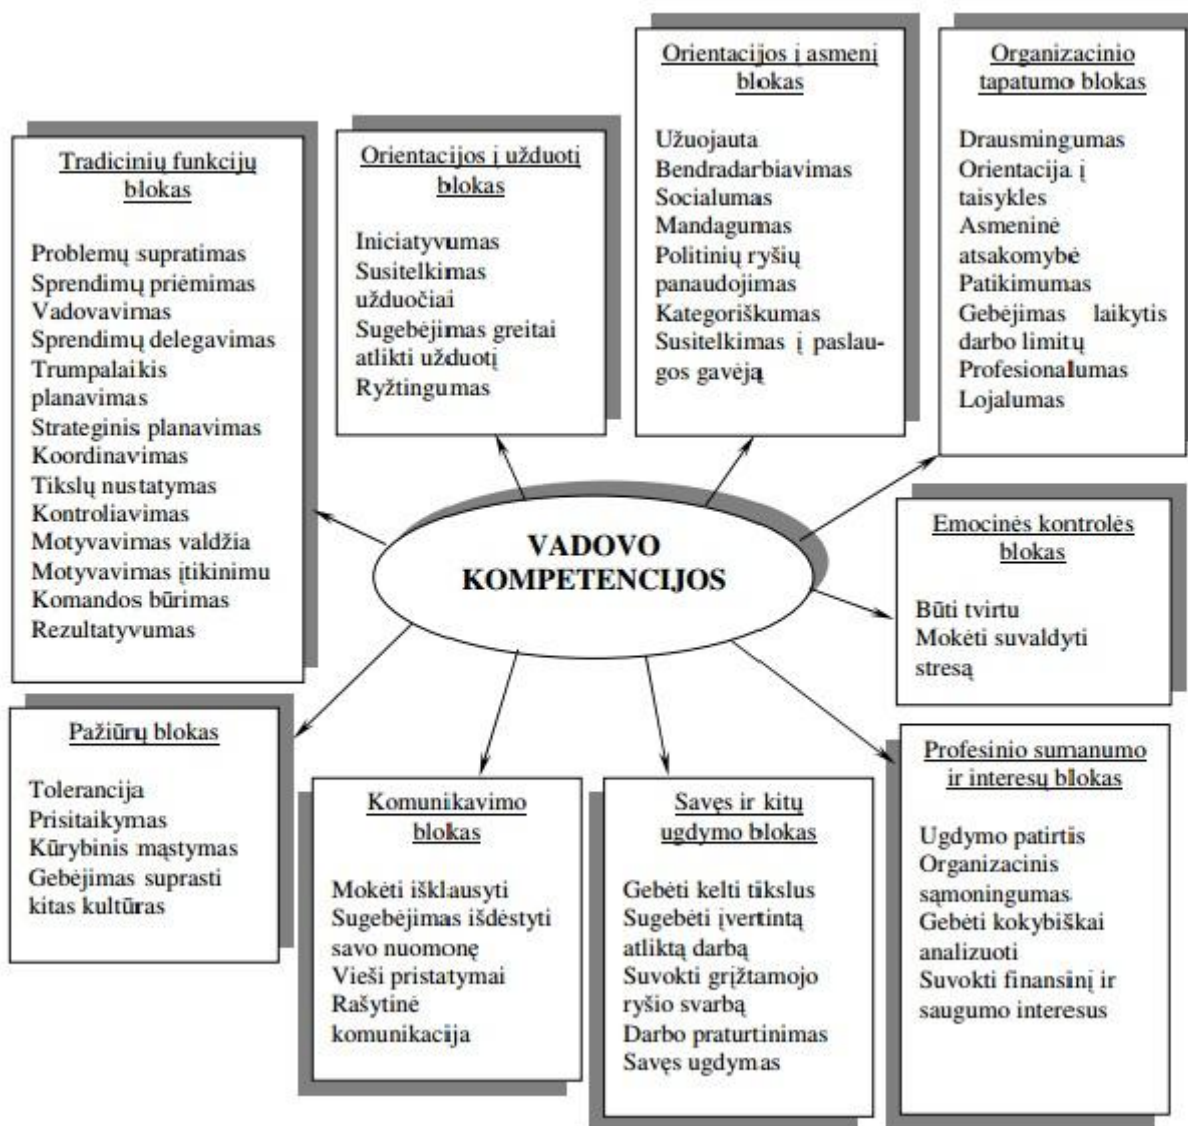 Tradicinių funkcijų
blokas
Problemų supratimas
Sprendimų priėmimas
Vadovavimas
Sprendimų delegavimas
Trumpalaikis
planavimas
Strateginis planavimas
Koordinavimas
Tikslų nustatymas
Kontroliavimas
Motyvavimas valdžia
Motyvavimas įtikinimu
Komandos būrimas
Rezultatyvumas
Orientacijos į užduotį
blokas
Iniciatyvumas
Susitelkimas
užduočiai
Sugebėjimas greitai
atlikti užduotį
Ryžtingumas
Orientacijos į asmenį
blokas
Užuojauta
Bendradarbiavimas
Socialumas
Mandagumas
Politinių ryšių
panaudojimas
Kategoriškumas
Susitelkimas į paslau-
gos gavėją
Organizacinio
tapatumo blokas
Drausmingumas
Orientacija į
taisykles
Asmeninė
atsakomybė
Patikimumas
Gebėjimas laikytis
darbo limitų
Profesionalumas
Lojalumas
VADOVO
KOMPETENCIJOS
Emocinės kontrolės
blokas
Būti tvirtu
Mokėti suvaldyti
stresą
Pažiūrų blokas
Tolerancija
Prisitaikymas
Kūrybinis mąstymas
Gebėjimas suprasti
kitas kultūras
Komunikavimo
blokas
Mokėti išklausyti
Sugebėjimas išdėstyti
savo nuomonę
Vieši pristatymai
Rašytinė
komunikacija
Savęs ir kitų
ugdymo blokas
Gebėti kelti tikslus
Sugebėti įvertintą
atliktą darbą
Suvokti grįžtamojo
ryšio svarbą
Darbo praturtinimas
Savęs ugdymas
Profesinio sumanumo
ir interesų blokas
Ugdymo patirtis
Organizacinis
sąmoningumas
Gebėti kokybiškai
analizuoti
Suvokti finansinį ir
saugumo interesus